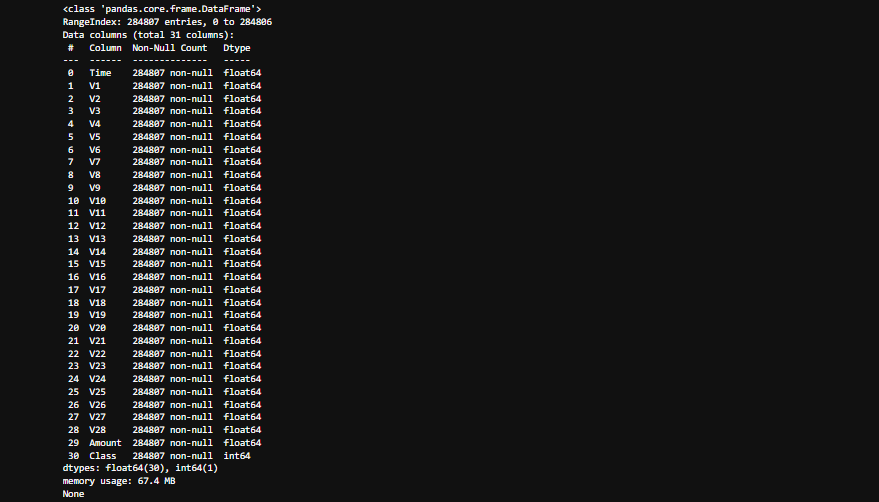 <class 'pandas.core.frame.DataFrame'>
RangeIndex: 284807 entries, 0 to 284806
Data columns (total 31 columns):
 #   Column  Non-Null Count   Dtype
---  ------  --------------   -----
 0   Time    284807 non-null  float64
 1   V1      284807 non-null  float64
 2   V2      284807 non-null  float64
 3   V3      284807 non-null  float64
 4   V4      284807 non-null  float64
 5   V5      284807 non-null  float64
 6   V6      284807 non-null  float64
 7   V7      284807 non-null  float64
 8   V8      284807 non-null  float64
 9   V9      284807 non-null  float64
 10  V10     284807 non-null  float64
 11  V11     284807 non-null  float64
 12  V12     284807 non-null  float64
 13  V13     284807 non-null  float64
 14  V14     284807 non-null  float64
 15  V15     284807 non-null  float64
 16  V16     284807 non-null  float64
 17  V17     284807 non-null  float64
 18  V18     284807 non-null  float64
 19  V19     284807 non-null  float64
 20  V20     284807 non-null  float64
 21  V21     284807 non-null  float64
 22  V22     284807 non-null  float64
 23  V23     284807 non-null  float64
 24  V24     284807 non-null  float64
 25  V25     284807 non-null  float64
 26  V26     284807 non-null  float64
 27  V27     284807 non-null  float64
 28  V28     284807 non-null  float64
 29  Amount  284807 non-null  float64
 30  Class   284807 non-null  int64
dtypes: float64(30), int64(1)
memory usage: 67.4 MB
None